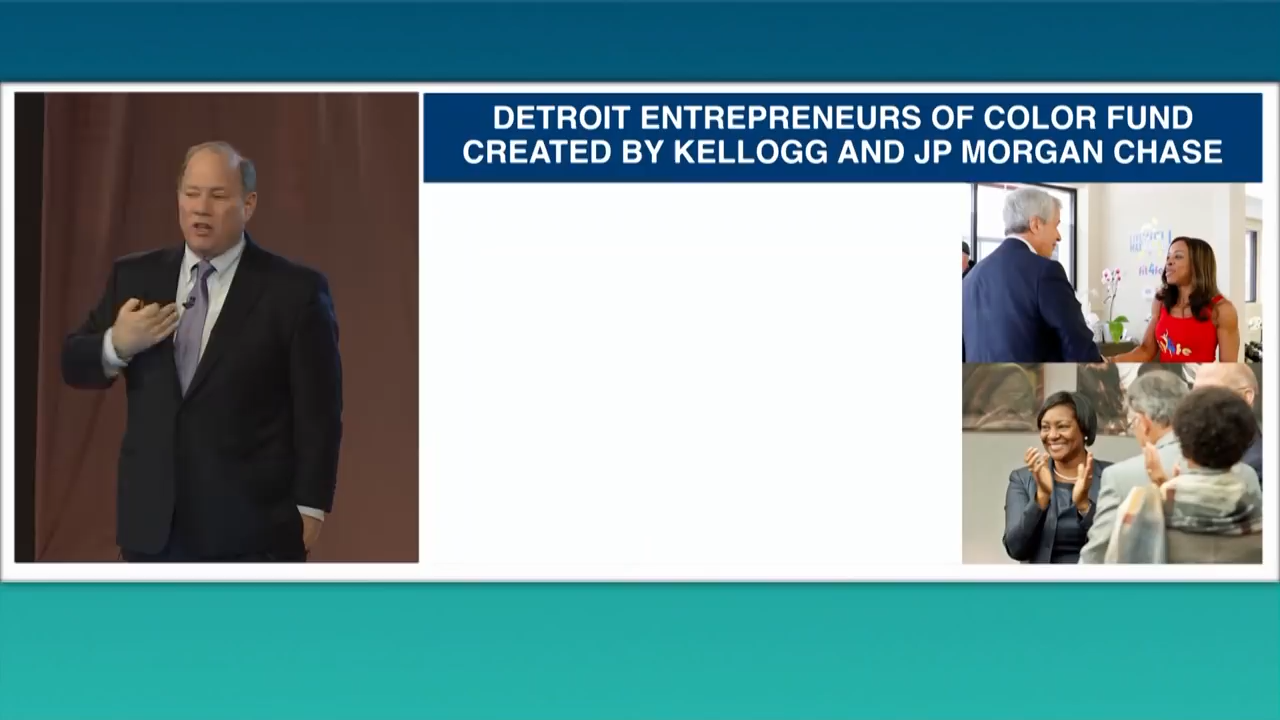 DETROIT ENTREPRENEURS OF COLOR FUND
CREATED BY KELLOGG AND JP MORGAN CHASE